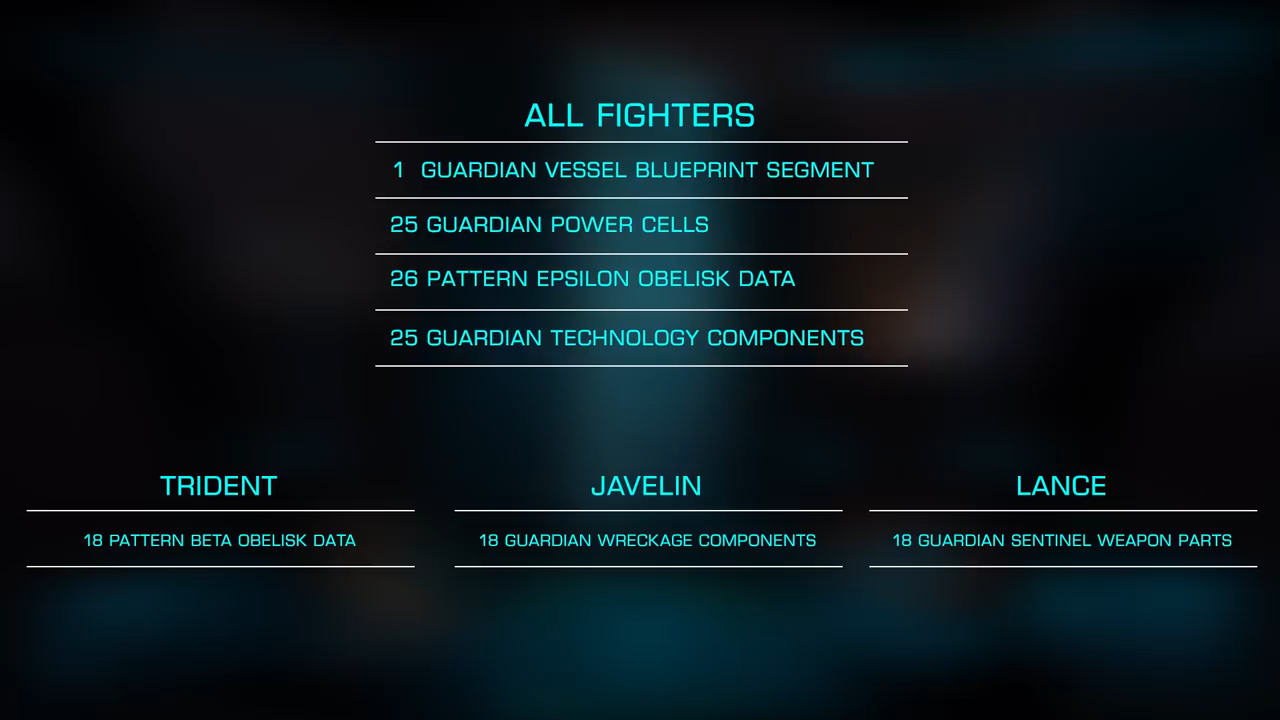 ALL FIGHTERS
1 GUARDIAN VESSEL BLUEPRINT SEGMENT
25 GUARDIAN POWER CELLS
26 PATTERN EPSILON OBELISK DATA
25 GUARDIAN TECHNOLOGY COMPONENTS
TRIDENT
18 PATTERN BETA OBELISK DATA
JAVELIN
18 GUARDIAN WRECKAGE COMPONENTS
LANCE
18 GUARDIAN SENTINEL WEAPON PARTS